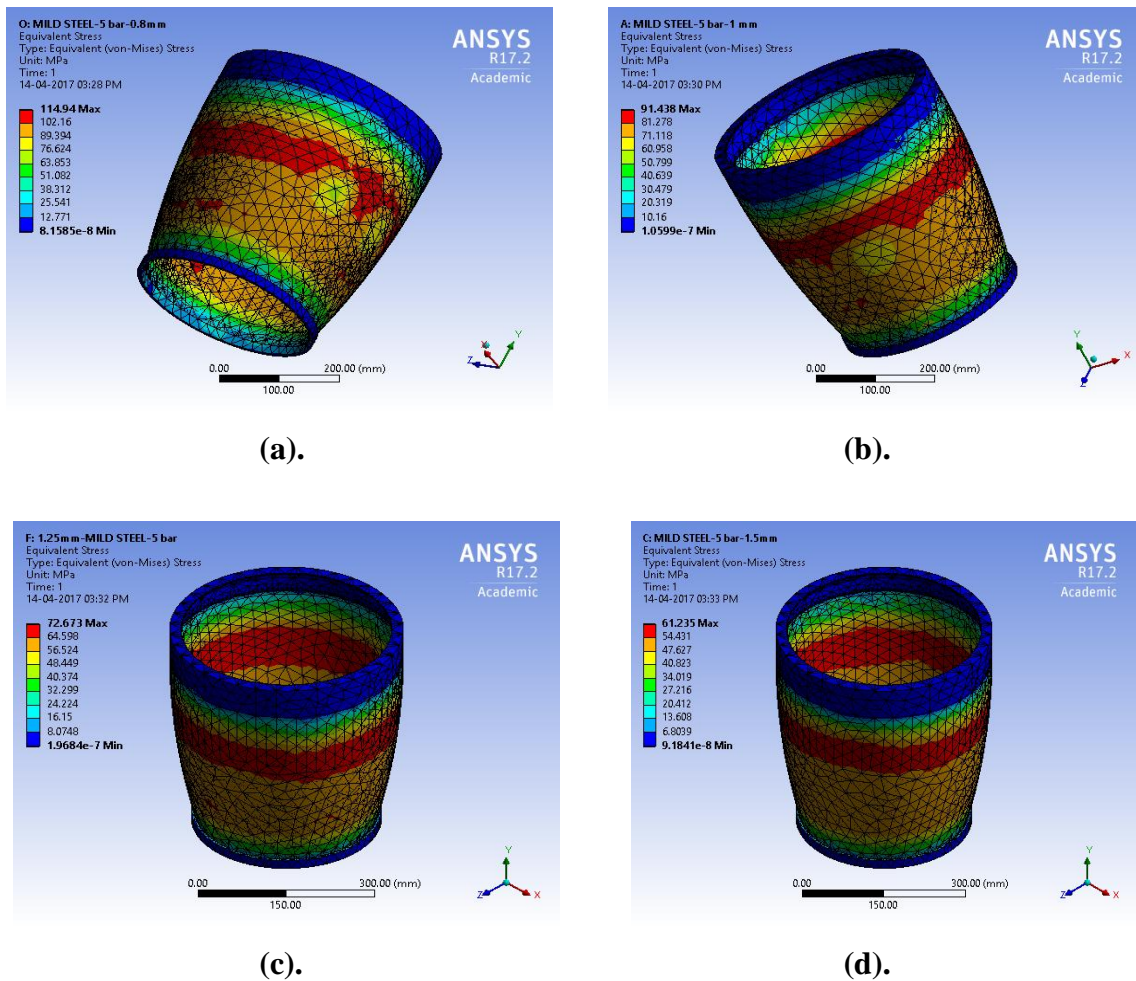 O: MILD STEEL-5 bar-0.8mm
Equivalent Stress
Type: Equivalent (von-Mises) Stress
Unit: MPa
Time: 1
14-04-2017 03:28 PM
ANSYS
R17.2
Academic
114.94 Max
102.16
89.394
76.624
63.853
51.082
38.312
25.541
12.771
8.1585e-8 Min
0.00
200.00 (mm)
100.00
X
Y
Z
(a).
A: MILD STEEL-5 bar-1 mm
Equivalent Stress
Type: Equivalent (von-Mises) Stress
Unit: MPa
Time: 1
14-04-2017 03:30 PM
ANSYS
R17.2
Academic
91.438 Max
81.278
71.118
60.958
50.799
40.639
30.479
20.319
10.16
1.0599e-7 Min
0.00
200.00 (mm)
100.00
Y
X
Z
(b).
F: 1.25mm-MILD STEEL-5 bar
Equivalent Stress
Type: Equivalent (von-Mises) Stress
Unit: MPa
Time: 1
14-04-2017 03:32 PM
ANSYS
R17.2
Academic
72.673 Max
64.598
56.524
48.449
40.374
32.299
24.224
16.15
8.0748
1.9684e-7 Min
0.00
300.00 (mm)
150.00
Y
Z
X
(c).
C: MILD STEEL-5 bar-1.5mm
Equivalent Stress
Type: Equivalent (von-Mises) Stress
Unit: MPa
Time: 1
14-04-2017 03:33 PM
ANSYS
R17.2
Academic
61.235 Max
54.431
47.627
40.823
34.019
27.216
20.412
13.608
6.8039
9.1841e-8 Min
0.00
300.00 (mm)
150.00
Y
Z
X
(d).